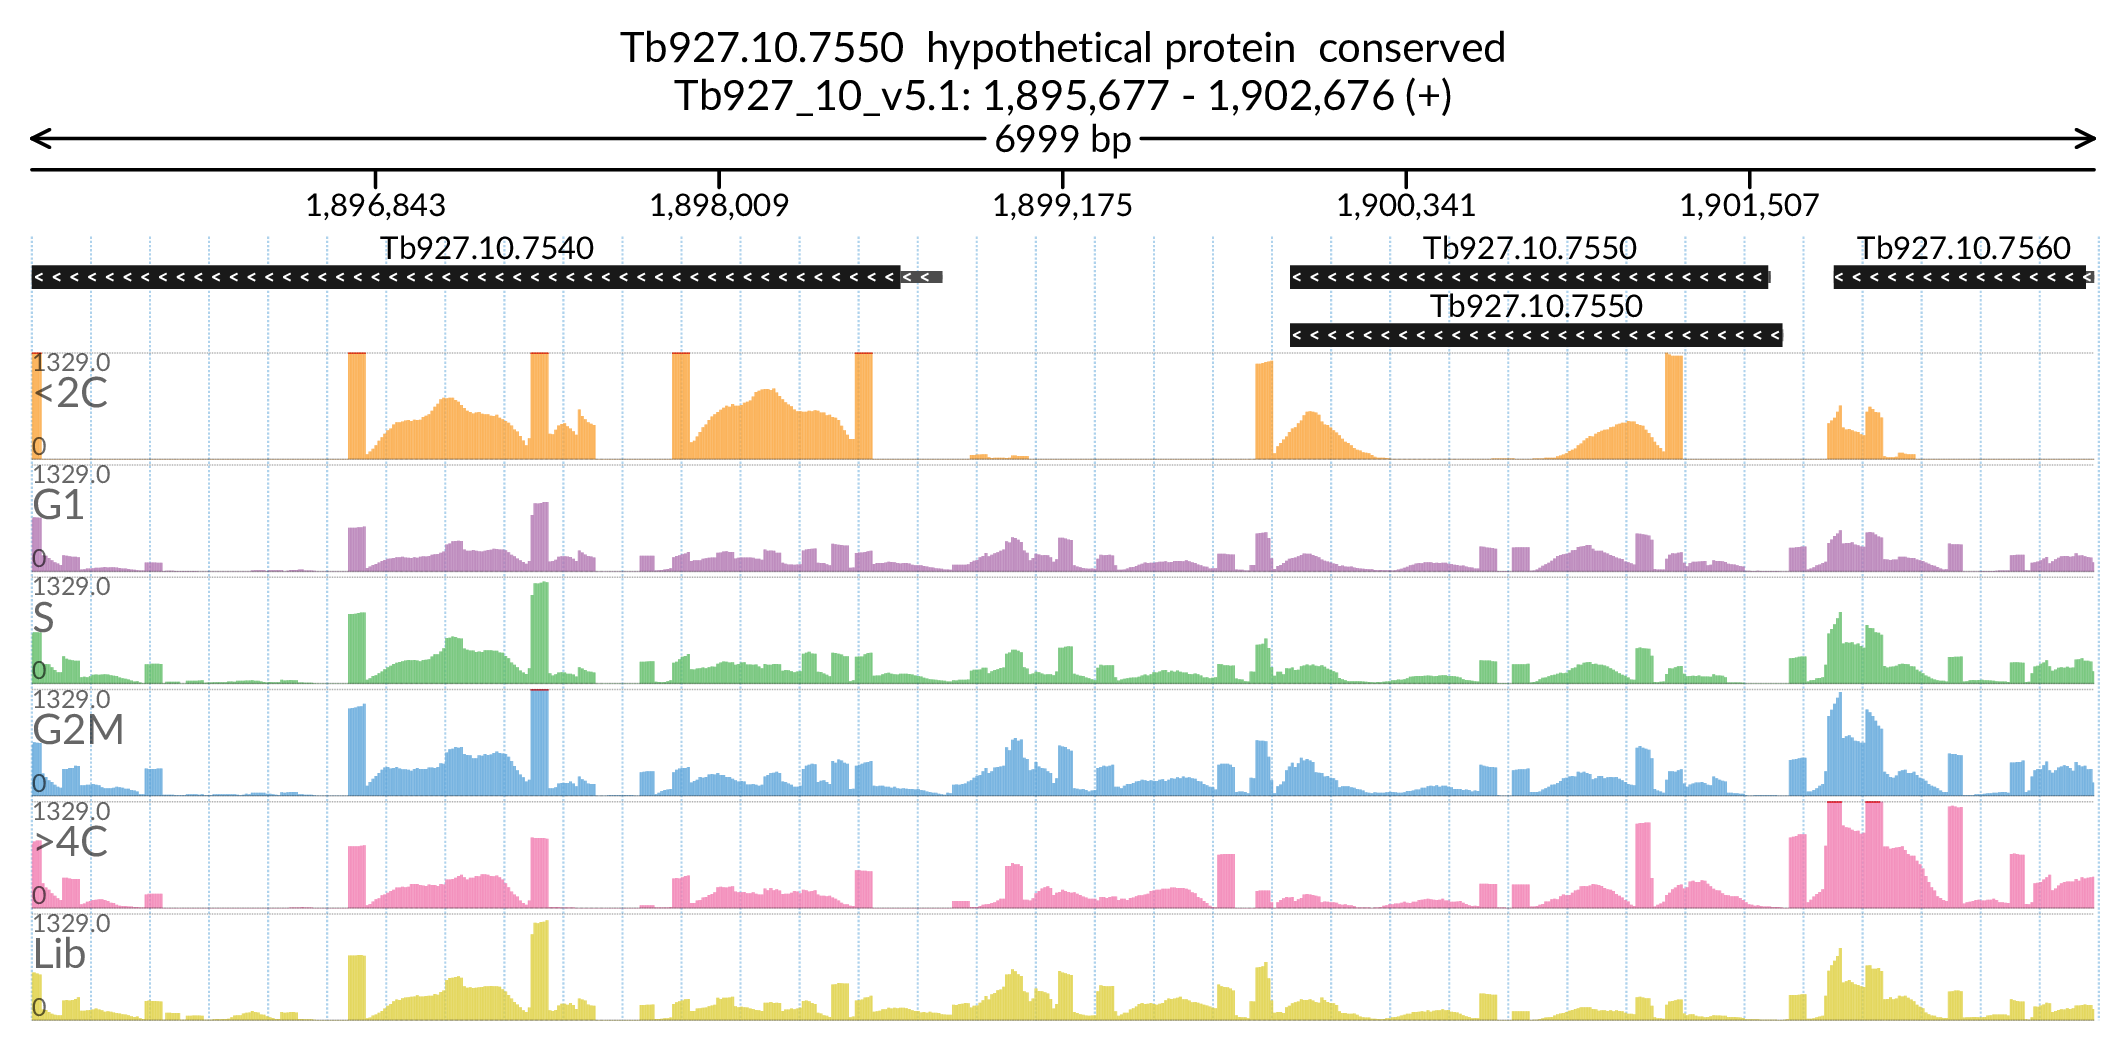 Tb927.10.7550  hypothetical protein  conserved
Tb927_10_v5.1: 1,895,677 - 1,902,676 (+)
6999 bp
1,896,843 1,898,009 1,899,175 1,900,341 1,901,507
Tb927.10.7540 Tb927.10.7550 Tb927.10.7560
Tb927.10.7550
1329.0
<2C
0
1329.0
G1
0
1329.0
S
0
1329.0
G2M
0
1329.0
>4C
0
1329.0
Lib
0